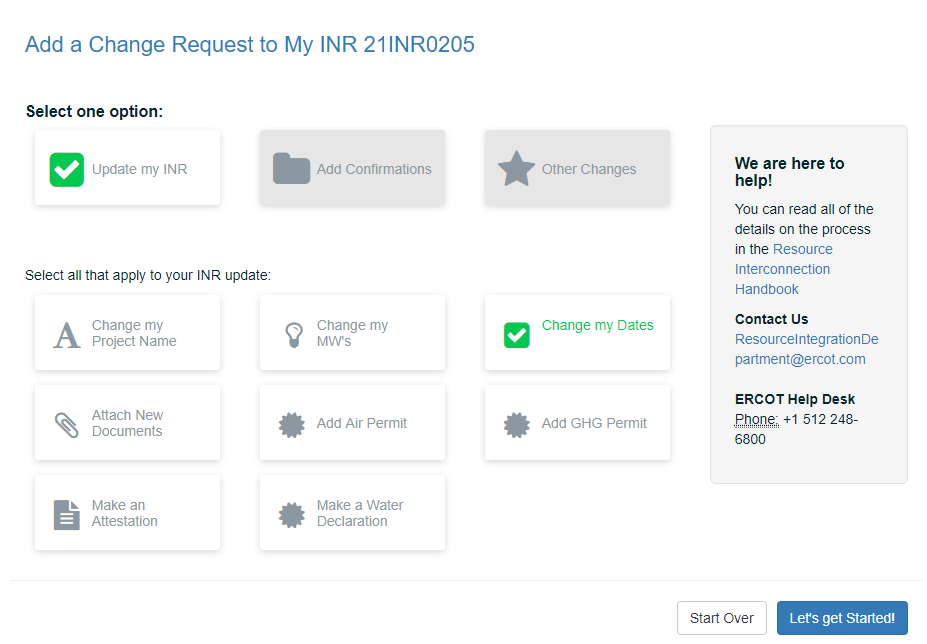 Add a Change Request to My INR 21INR0205
Select one option:
Update my INR
Add Confirmations
Other Changes
Select all that apply to your INR update:
Change my
Project Name
Change my
MW's
Change my Dates
Attach New
Documents
Add Air Permit
Add GHG Permit
Make an
Attestation
Make a Water
Declaration
We are here to
help!
You can read all of the
details on the process
in the Resource
Interconnection
Handbook
Contact Us
ResourceIntegrationDe
partment@ercot.com
ERCOT Help Desk
Phone: +1 512 248-
6800
Start Over
Let's get Started!